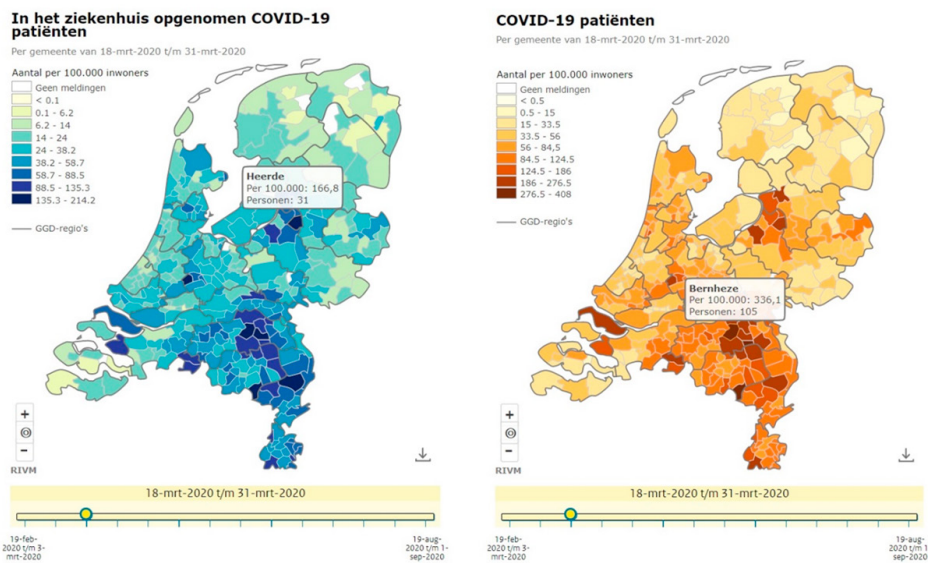 In het ziekenhuis opgenomen COVID-19
patiënten
Per gemeente van 18-mrt-2020 t/m 31-mrt-2020
Aantal per 100.000 inwoners
Geen meldingen
< 0.1
0.1 - 6.2
6.2 - 14
14 - 24
24 - 38.2
38.2 - 58.7
58.7 - 88.5
88.5 - 135.3
135.3 - 214.2
GGD-regio's
Heerde
Per 100.000: 166,8
Personen: 31
RIVM
18-mrt-2020 t/m 31-mrt-2020
19-feb-
2020 t/m 3-
mrt-2020
19-aug-
2020 t/m 1-
sep-2020
COVID-19 patiënten
Per gemeente van 18-mrt-2020 t/m 31-mrt-2020
Aantal per 100.000 inwoners
Geen meldingen
< 0.5
0.5 - 15
15 - 33.5
33.5 - 56
56 - 84,5
84.5 - 124.5
124.5 - 186
186 - 276.5
276.5 - 408
GGD-regio's
Bernheze
Per 100.000: 336,1
Personen: 105
RIVM
18-mrt-2020 t/m 31-mrt-2020
19-feb-
2020 t/m 3-
mrt-2020
19-aug-
2020 t/m 1
sep-2020